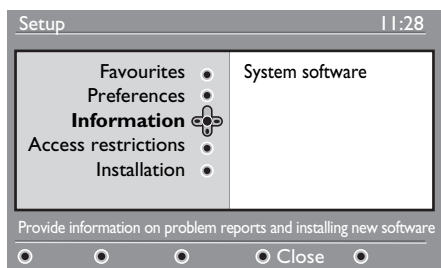 Setup 11:28
Favourites System software
Preferences
Information
Access restrictions
Installation
Provide information on problem reports and installing new software
Close